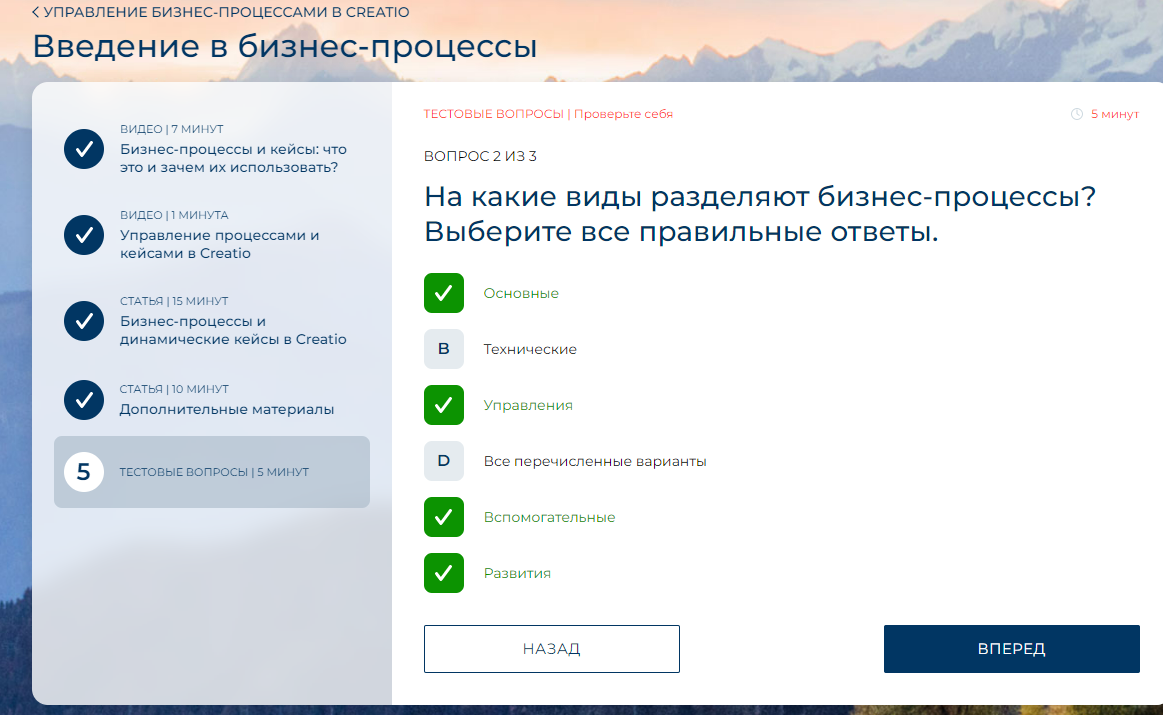 УПРАВЛЕНИЕ БИЗНЕС-ПРОЦЕССАМИ В CREATIO
Введение в бизнес-процессы
ВИДЕО | 7 МИНУТ
Бизнес-процессы и кейсы: что
это и зачем их использовать?
ВИДЕО | 1 МИНУТА
Управление процессами и
кейсами в Creatio
СТАТЬЯ | 15 МИНУТ
Бизнес-процессы и
динамические кейсы в Creatio
СТАТЬЯ | 10 МИНУТ
Дополнительные материалы
5 ТЕСТОВЫЕ ВОПРОСЫ | 5 МИНУТ
ТЕСТОВЫЕ ВОПРОСЫ | Проверьте себя
5 минут
ВОПРОС 2 ИЗ 3
На какие виды разделяют бизнес-процессы?
Выберите все правильные ответы.
Основные
B Технические
Управления
D Все перечисленные варианты
Вспомогательные
Развития
НАЗАД
ВПЕРЕД